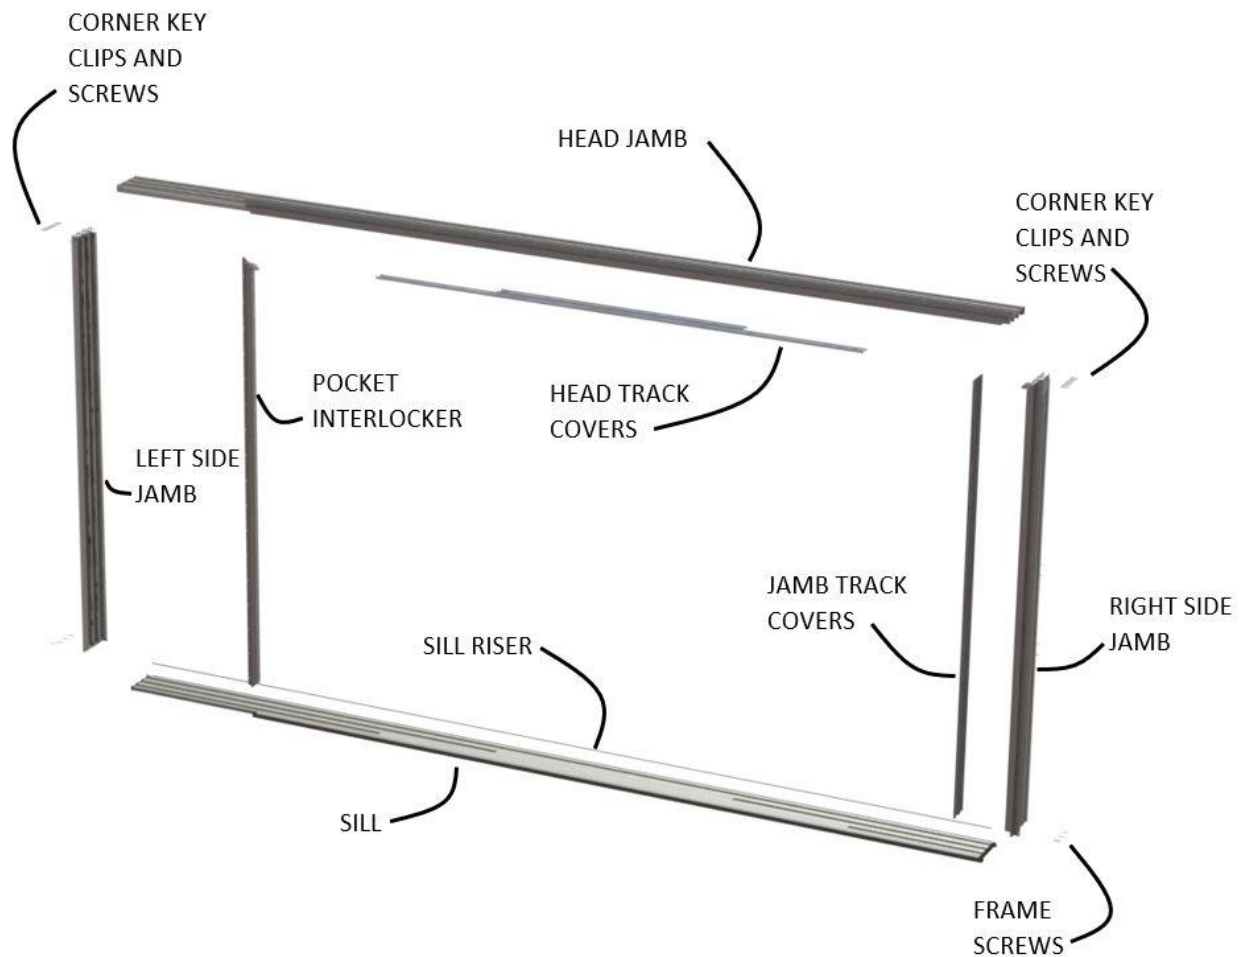 CORNER KEY
CLIPS AND
SCREWS
HEAD JAMB
CORNER KEY
CLIPS AND
SCREWS
POCKET
INTERLOCKER
HEAD TRACK
COVERS
LEFT SIDE
JAMB
JAMB TRACK
COVERS
RIGHT SIDE
JAMB
SILL RISER
SILL
FRAME
SCREWS